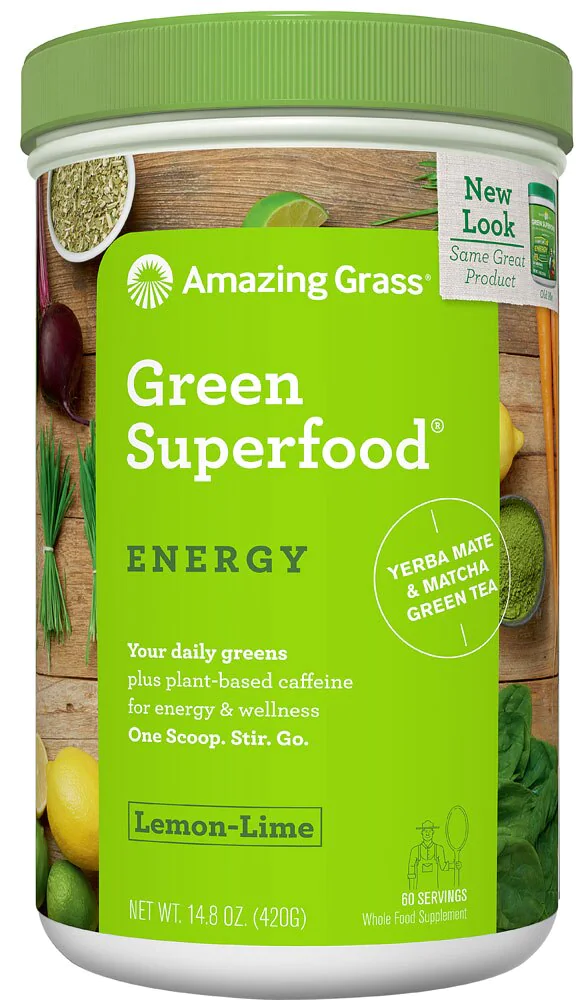 New
Look
Same Great
Product
Amazing Grass®
Green
Superfood®
ENERGY
YERBA MATE
& MATCHA
GREEN TEA
Your daily greens
plus plant-based caffeine
for energy & wellness
One Scoop. Stir. Go.
Lemon-Lime
60 SERVINGS
Whole Food Supplement
NET WT. 14.8 OZ. (420G)